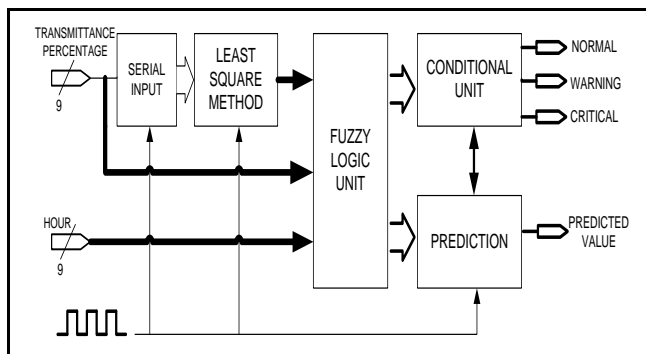 TRANSMITTANCE
PERCENTAGE
9
SERIAL
INPUT
LEAST
SQUARE
METHOD
FUZZY
LOGIC
UNIT
CONDITIONAL
UNIT
NORMAL
WARNING
CRITICAL
HOUR
9
PREDICTION
PREDICTED
VALUE